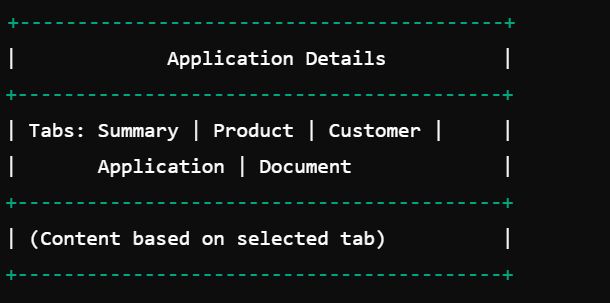 +------------------------------------------+
|             Application Details          |
+------------------------------------------+
| Tabs: Summary | Product | Customer |     |
|       Application | Document             |
+------------------------------------------+
| (Content based on selected tab)          |
+------------------------------------------+